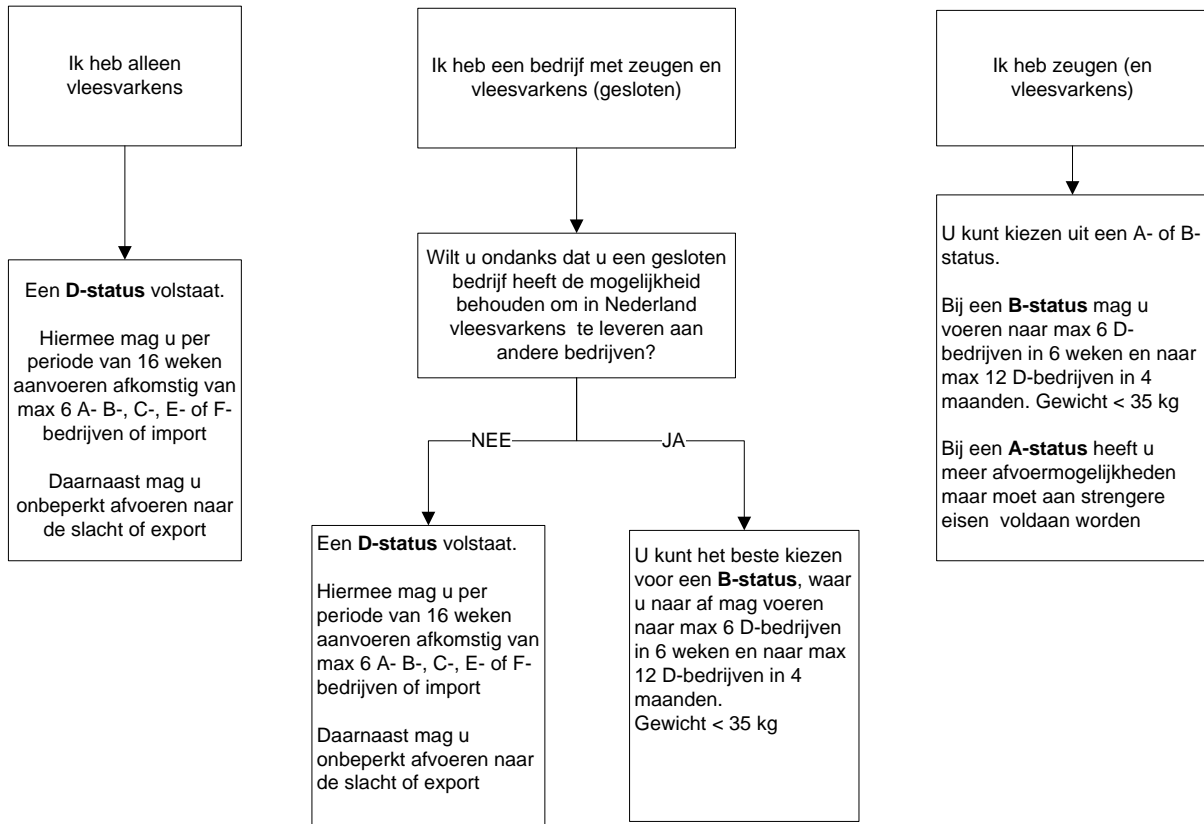 Ik heb alleen
vleesvarkens
Ik heb een bedrijf met zeugen en
vleesvarkens (gesloten)
Ik heb zeugen (en
vleesvarkens)
Een D-status volstaat.
Hiermee mag u per
periode van 16 weken
aanvoeren afkomstig van
max 6 A- B-, C-, E- of F-
bedrijven of import
Daarnaast mag u
onbeperkt afvoeren naar
de slacht of export
Wilt u ondanks dat u een gesloten
bedrijf heeft de mogelijkheid
behouden om in Nederland
vleesvarkens te leveren aan
andere bedrijven?
U kunt kiezen uit een A- of B-
status.
Bij een B-status mag u
voeren naar max 6 D-
bedrijven in 6 weken en naar
max 12 D-bedrijven in 4
maanden. Gewicht < 35 kg
Bij een A-status heeft u
meer afvoermogelijkheden
maar moet aan strengere
eisen voldaan worden
NEE
JA
Een D-status volstaat.
Hiermee mag u per
periode van 16 weken
aanvoeren afkomstig van
max 6 A- B-, C-, E- of F-
bedrijven of import
Daarnaast mag u
onbeperkt afvoeren naar
de slacht of export
U kunt het beste kiezen
voor een B-status, waar
u naar af mag voeren
naar max 6 D-bedrijven
in 6 weken en naar max
12 D-bedrijven in 4
maanden.
Gewicht < 35 kg